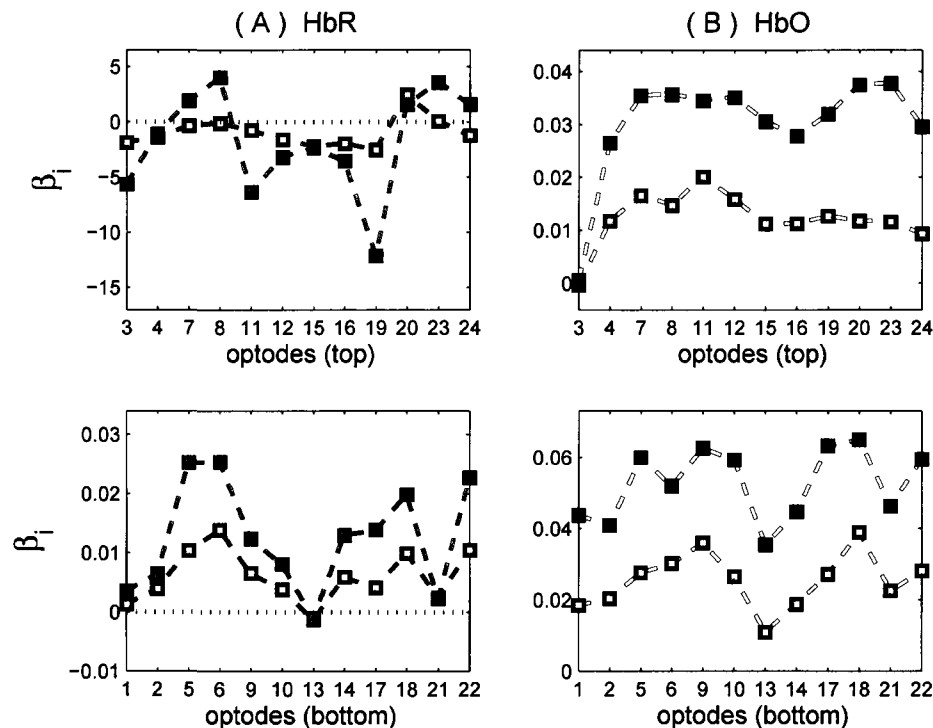 ( A ) HbR
( B ) HbO
5
0
−5
−10
−15
βi
3 4 7 8 11 12 15 16 19 20 23 24
optodes (top)
0.04
0.03
0.02
0.01
0
3 4 7 8 11 12 15 16 19 20 23 24
optodes (top)
0.03
0.02
0.01
0
−0.01
βi
1 2 5 6 9 10 12 14 17 18 21 22
optodes (bottom)
0.06
0.04
0.02
0
1 2 5 6 9 10 13 14 17 18 21 22
optodes (bottom)